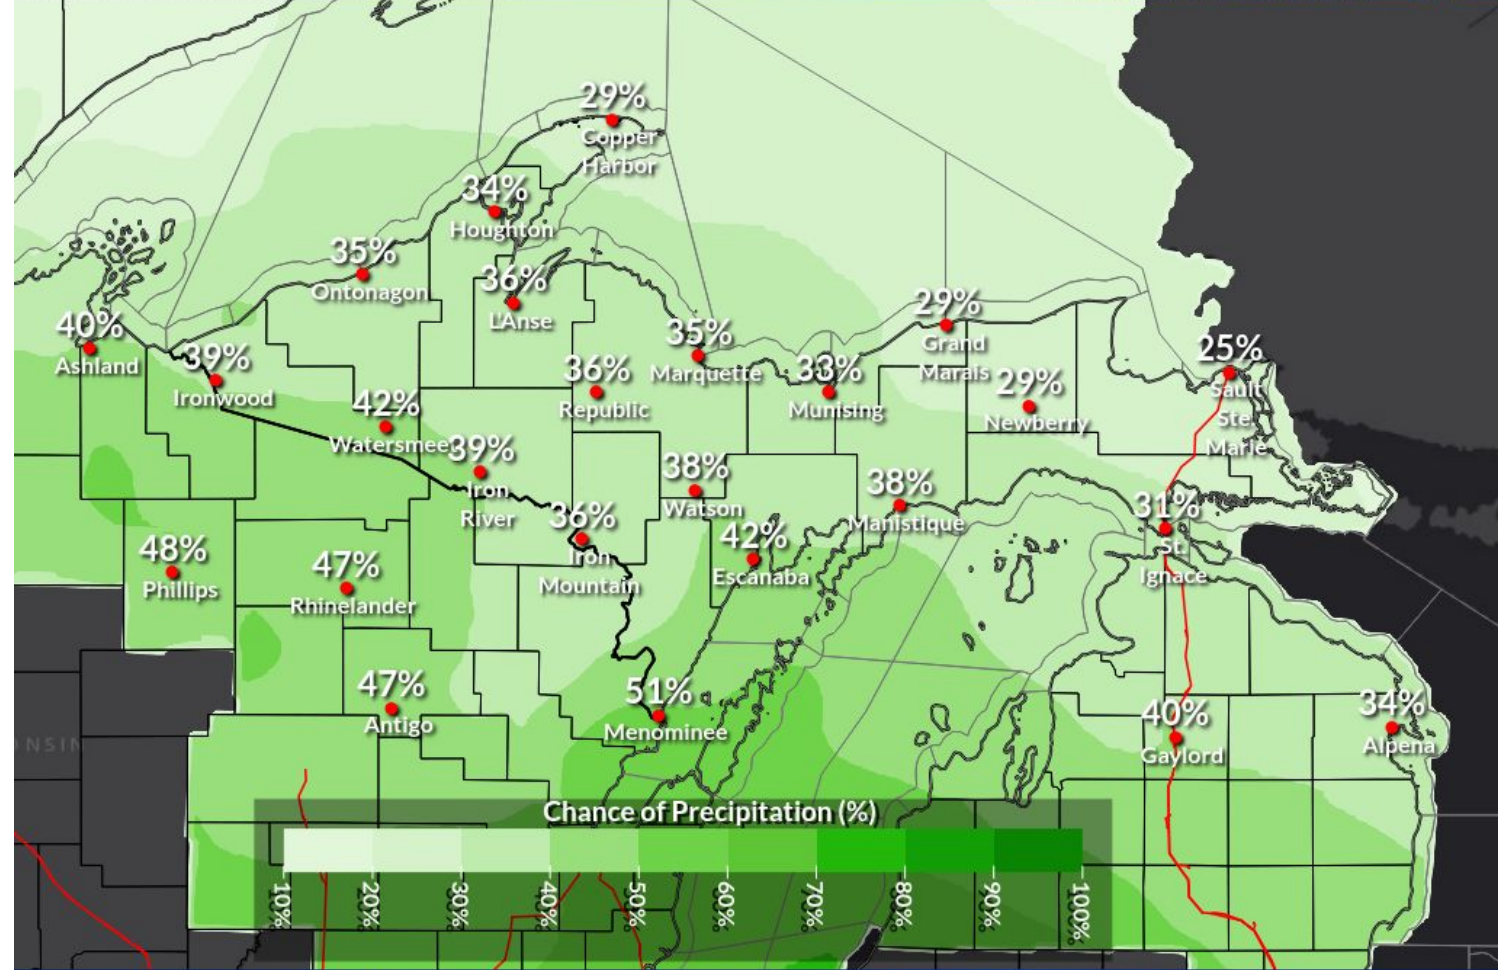 29%
Copper
Harbor
34%
Houghton
35%
Ontonagon
36%
L'Anse
40%
Ashland
39%
Ironwood
42%
Watersmee
39%
Iron
River
36%
Republic
35%
Marquette
33%
Munising
29%
Grand
Marais
29%
Newberry
25%
Sault
Ste.
Marie
38%
Watson
38%
Manistique
31%
St.
Ignace
36%
Iron
Mountain
42%
Escanaba
48%
Phillips
47%
Rhinelander
47%
Antigo
51%
Menominee
40%
Gaylord
34%
Alpena
ONSIN
Chance of Precipitation (%)
10%
20%
30%
40%
50%
60%
70%
80%
90%
100%